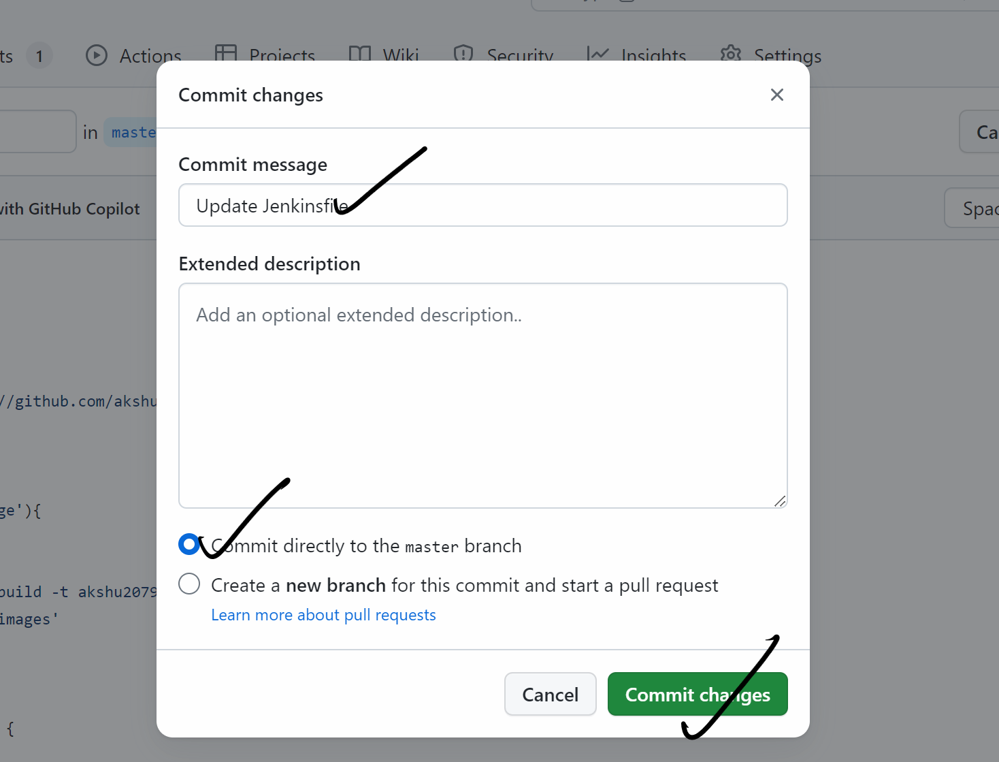 ts 1 Actions Projects Wiki Security Insights Settings
Commit changes
in maste Ca
Commit message
with GitHub Copilot Update Jenkinsfile Spac
Extended description
Add an optional extended description..
//github.com/akshu
ge'){
Commit directly to the master branch
Create a new branch for this commit and start a pull request
build -t akshu2079
Learn more about pull requests
images'
Cancel Commit changes
{